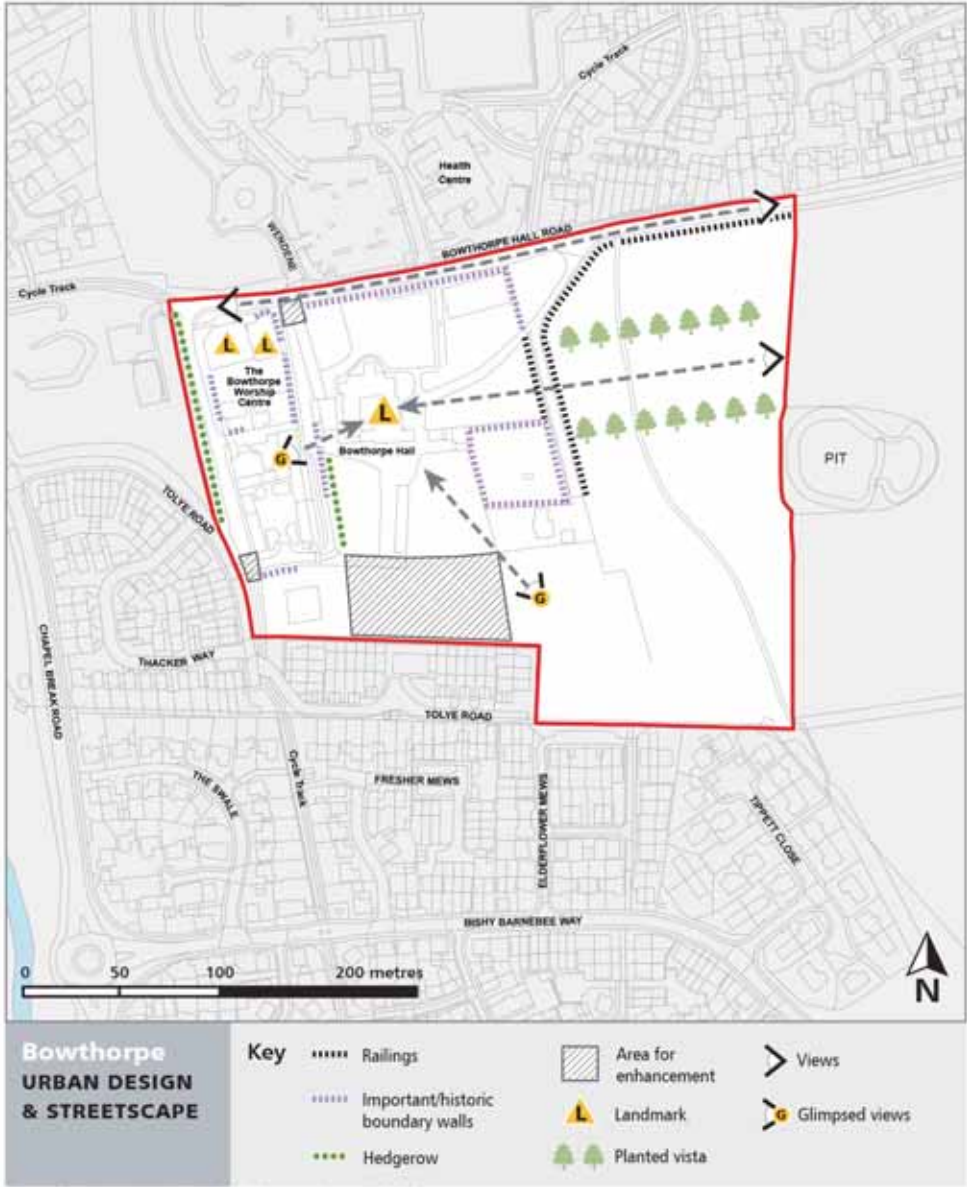 Cycle Track
Health
Centre
WENDENE
BOWTHORPE HALL ROAD
Cycle Track
L
L
The
Bowthorpe
Worship
Centre
L
G
Bowthorpe Hall
PIT
TOLYE ROAD
G
CHAPEL BREAK ROAD
THACKER WAY
TOLYE ROAD
Cycle Track
FRESHER MEWS
THE SWALE
ELDERFLOWER MEWS
TIPPETT CLOSE
BISHY BARNEBEE WAY
0 50 100 200 metres
N
Bowthorpe
URBAN DESIGN
& STREETSCAPE
Key
Railings
Important/historic
boundary walls
Hedgerow
Area for
enhancement
L Landmark
Planted vista
Views
G Glimpsed views